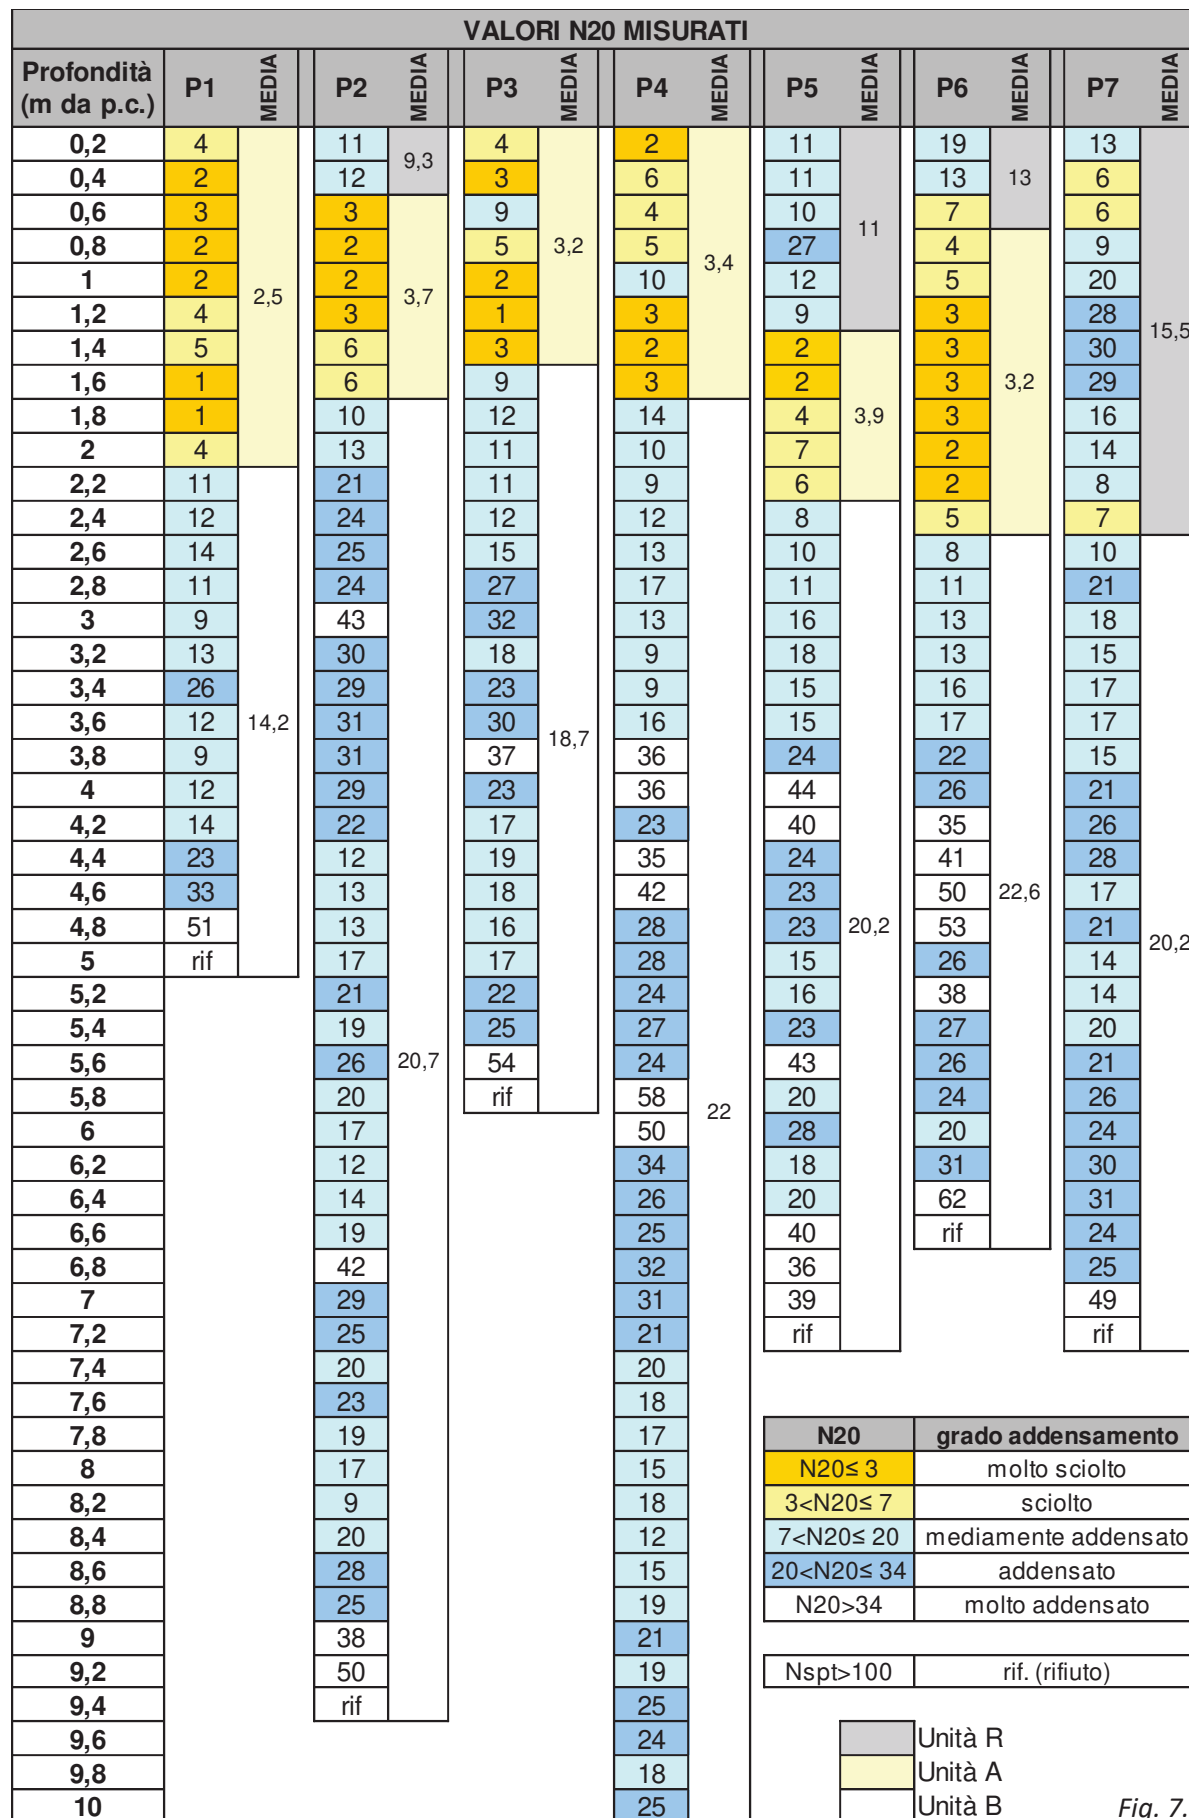 VALORI N20 MISURATI
Profondità (m da p.c.) P1 MEDIA P2 MEDIA P3 MEDIA P4 MEDIA P5 MEDIA P6 MEDIA P7 MEDIA
0,2 4 11 4 2 11 19 13
9,3
0,4 2 12 3 6 11 13 13 6
0,6 3 3 9 4 10 7 6
11
0,8 2 2 5 3,2 5 27 4 9
3,4
1 2 2 2 10 12 5 20
2,5 3,7
1,2 4 3 1 3 9 3 28
15,5
1,4 5 6 3 2 2 3 30
1,6 1 6 9 3 2 3 3,2 29
1,8 1 10 12 14 4 3,9 3 16
2 4 13 11 10 7 2 14
2,2 11 21 11 9 6 2 8
2,4 12 24 12 12 8 5 7
2,6 14 25 15 13 10 8 10
2,8 11 24 27 17 11 11 21
3 9 43 32 13 16 13 18
3,2 13 30 18 9 18 13 15
3,4 26 29 23 9 15 16 17
3,6 12 14,2 31 30 16 15 17 17
18,7
3,8 9 31 37 36 24 22 15
4 12 29 23 36 44 26 21
4,2 14 22 17 23 40 35 26
4,4 23 12 19 35 24 41 28
4,6 33 13 18 42 23 50 22,6 17
4,8 51 13 16 28 23 20,2 53 21
20,2
5 rif 17 17 28 15 26 14
5,2 21 22 24 16 38 14
5,4 19 25 27 23 27 20
5,6 26 20,7 54 24 43 26 21
5,8 20 rif 58 20 24 26
22
6 17 50 28 20 24
6,2 12 34 18 31 30
6,4 14 26 20 62 31
6,6 19 25 40 rif 24
6,8 42 32 36 25
7 29 31 39 49
7,2 25 21 rif rif
7,4 20 20
7,6 23 18
7,8 19 17 N20 grado addensamento
8 17 15 N20≤ 3 molto sciolto
8,2 9 18 3<N20≤ 7 sciolto
8,4 20 12 7<N20≤ 20 mediamente addensato
8,6 28 15 20<N20≤ 34 addensato
8,8 25 19 N20>34 molto addensato
9 38 21
9,2 50 19 Nspt>100 rif. (rifiuto)
9,4 rif 25
9,6 24 Unità R
9,8 18 Unità A
10 25 Unità B Fig. 7.